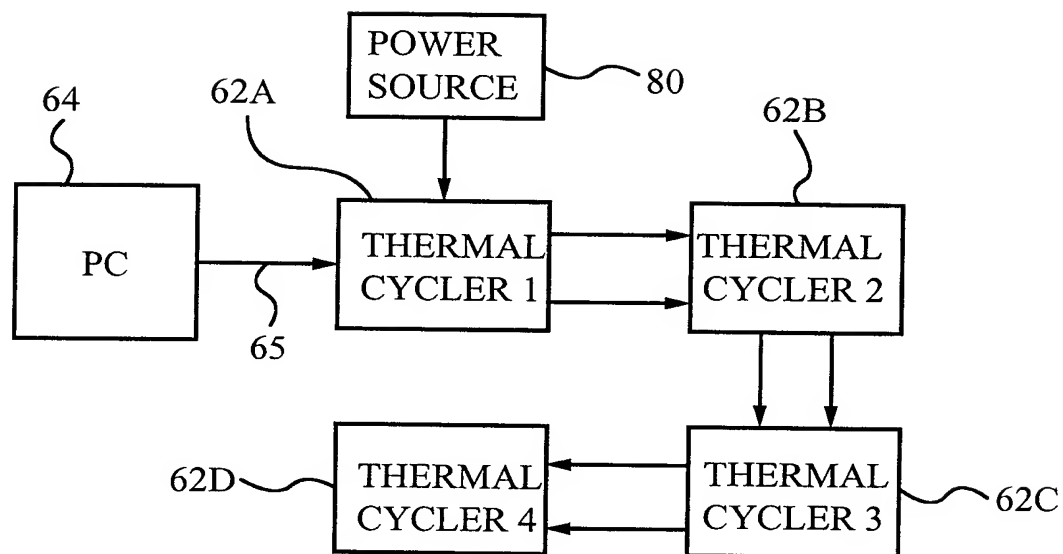 POWER
SOURCE
80
64
62A
62B
PC
THERMAL
CYCLER 1
THERMAL
CYCLER 2
65
62D
THERMAL
CYCLER 4
THERMAL
CYCLER 3
62C